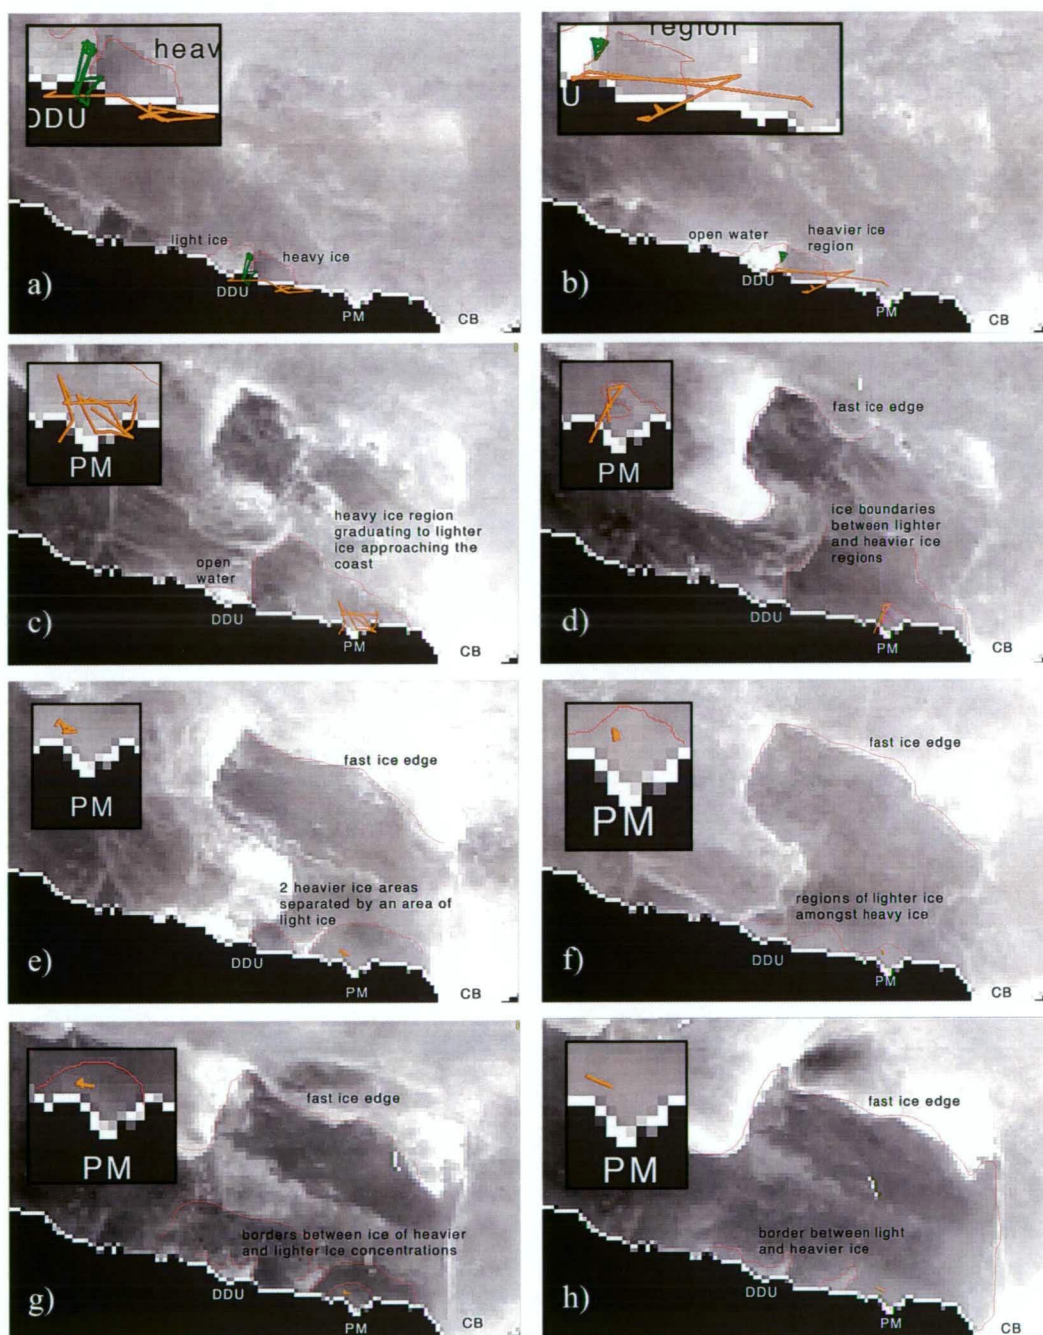 heav
DDU
light ice
heavy ice
DDU
PM
CB
a)
region
U
open water
heavier ice
region
DDU
PM
CB
b)
PM
heavy ice region
graduating to lighter
ice approaching the
coast
open
water
DDU
PM
CB
c)
PM
fast ice edge
ice boundaries
between lighter
and heavier ice
regions
DDU
PM
CB
d)
PM
fast ice edge
2 heavier ice areas
separated by an area of
light ice
DDU
PM
CB
e)
PM
fast ice edge
regions of lighter ice
amongst heavy ice
DDU
PM
CB
f)
PM
fast ice edge
borders between ice of heavier
and lighter ice concentrations
DDU
PM
CB
g)
PM
fast ice edge
border between light
and heavier ice
DDU
PM
CB
h)